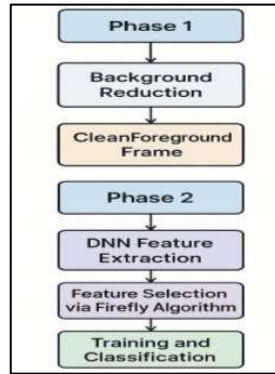 Phase 1
Background
Reduction
CleanForeground
Frame
Phase 2
DNN Feature
Extraction
Feature Selection
via Firefly Algorithm
Training and
Classification